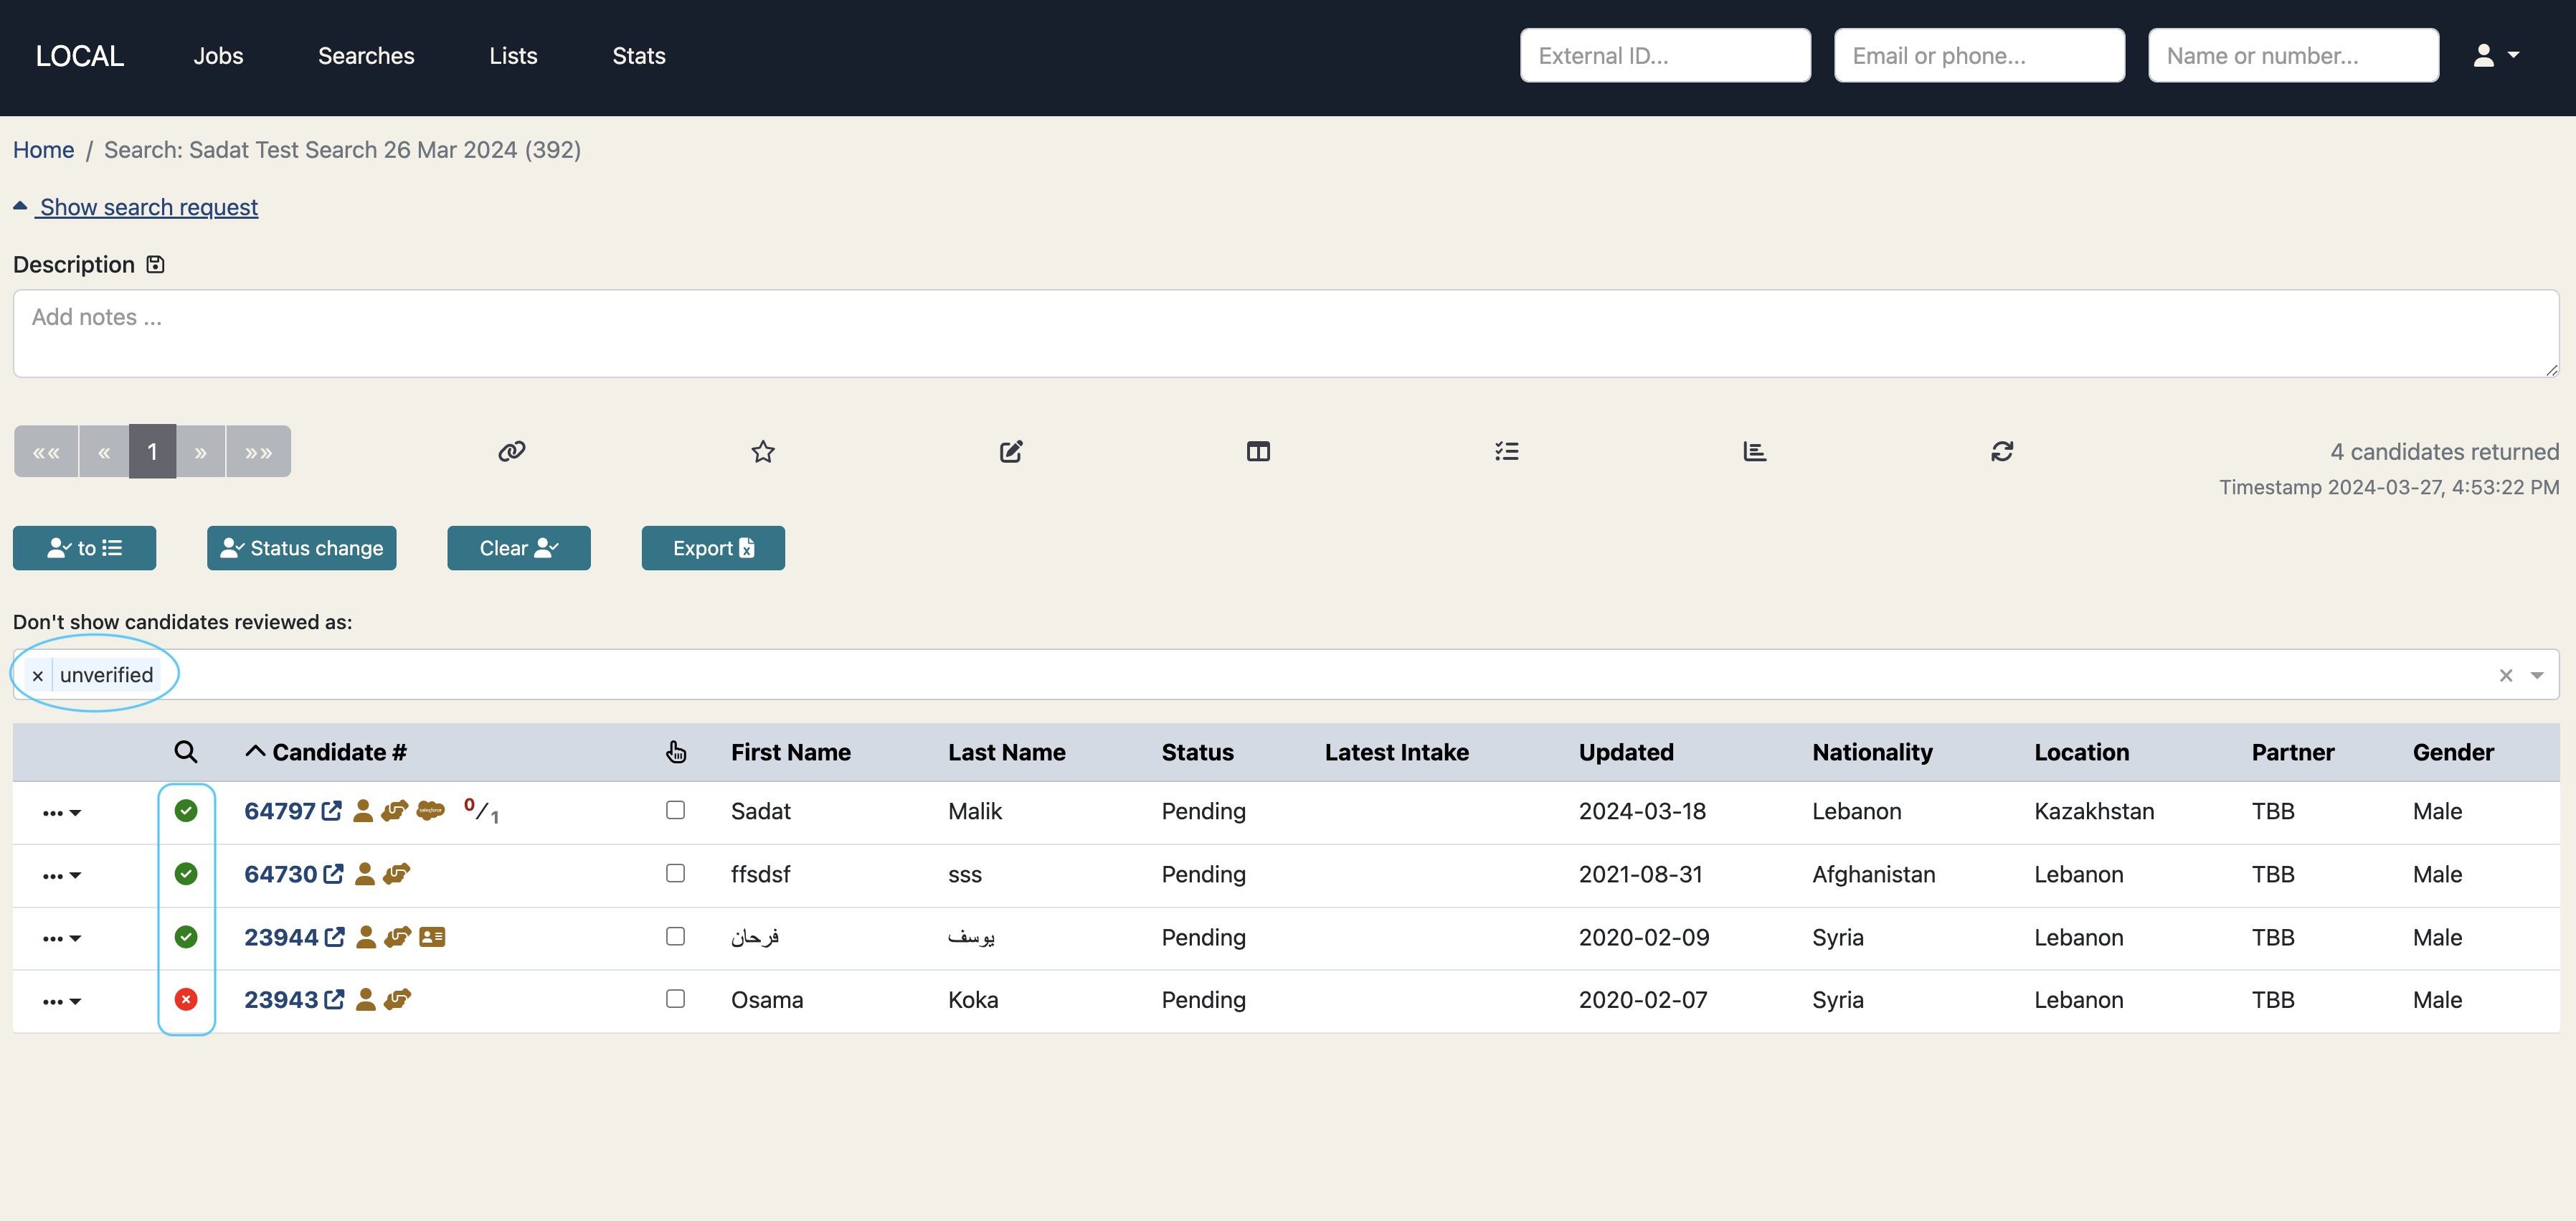 LOCAL Jobs Searches Lists Stats External ID... Email or phone... Name or number...
Home / Search: Sadat Test Search 26 Mar 2024 (392)
Show search request
Description
Add notes ...
«« « 1 » »» 4 candidates returned
Timestamp 2024-03-27, 4:53:22 PM
to Status change Clear Export
Don't show candidates reviewed as:
× unverified ×
Candidate # First Name Last Name Status Latest Intake Updated Nationality Location Partner Gender
64797 0/1 Sadat Malik Pending 2024-03-18 Lebanon Kazakhstan TBB Male
64730 ffsdsf sss Pending 2021-08-31 Afghanistan Lebanon TBB Male
23944 فرحان يوسف Pending 2020-02-09 Syria Lebanon TBB Male
23943 Osama Koka Pending 2020-02-07 Syria Lebanon TBB Male